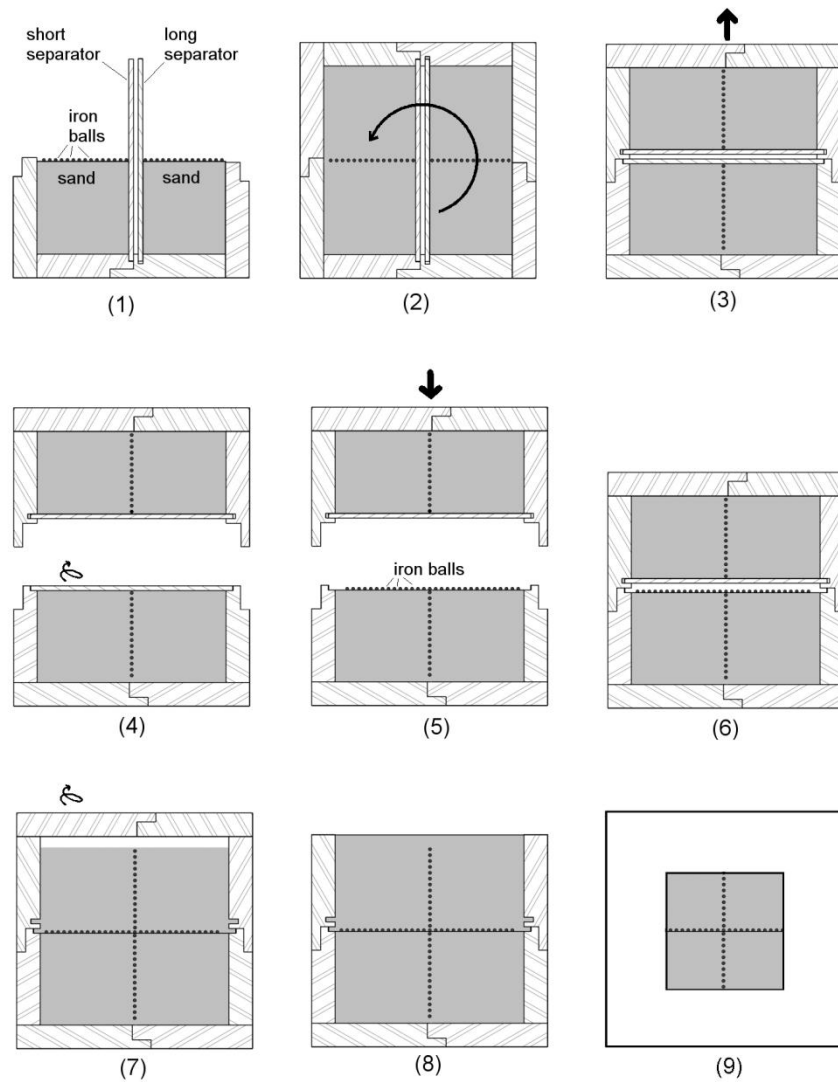 short
separator
long
separator
iron
balls
sand
sand
(1)
(2)
(3)
iron balls
(4)
(5)
(6)
(7)
(8)
(9)